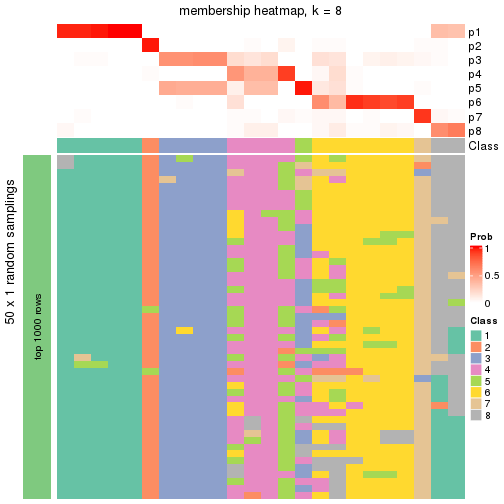 membership heatmap, k = 8
p1
p2
p3
p4
p5
p6
p7
p8
Class
50 x 1 random samplings
top 1000 rows
Prob
1
0.5
0
Class
1
2
3
4
5
6
7
8